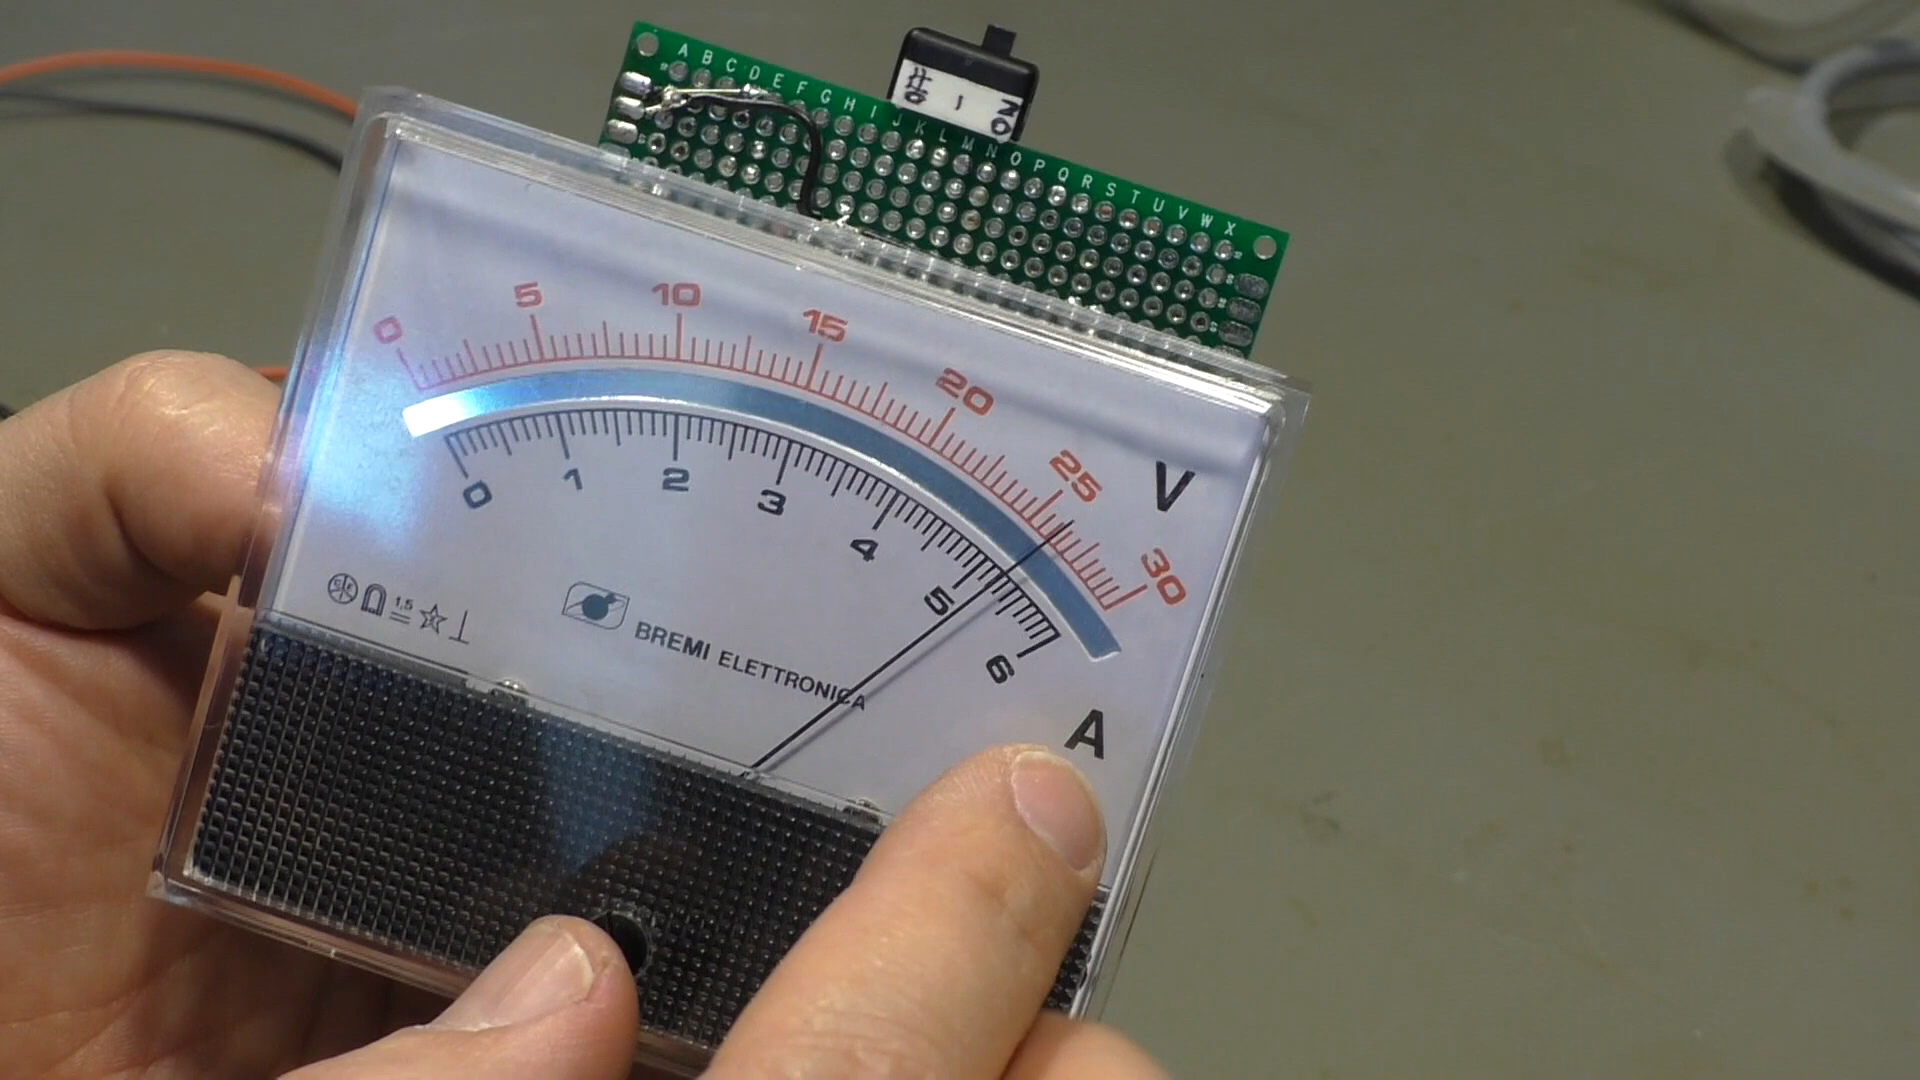 A B C D E F G H I J K L M N O P Q R S T U V W X
0 5 10 15 20 25 30
V
0 1 2 3 4 5 6
1,5
BREMI ELETTRONICA
A